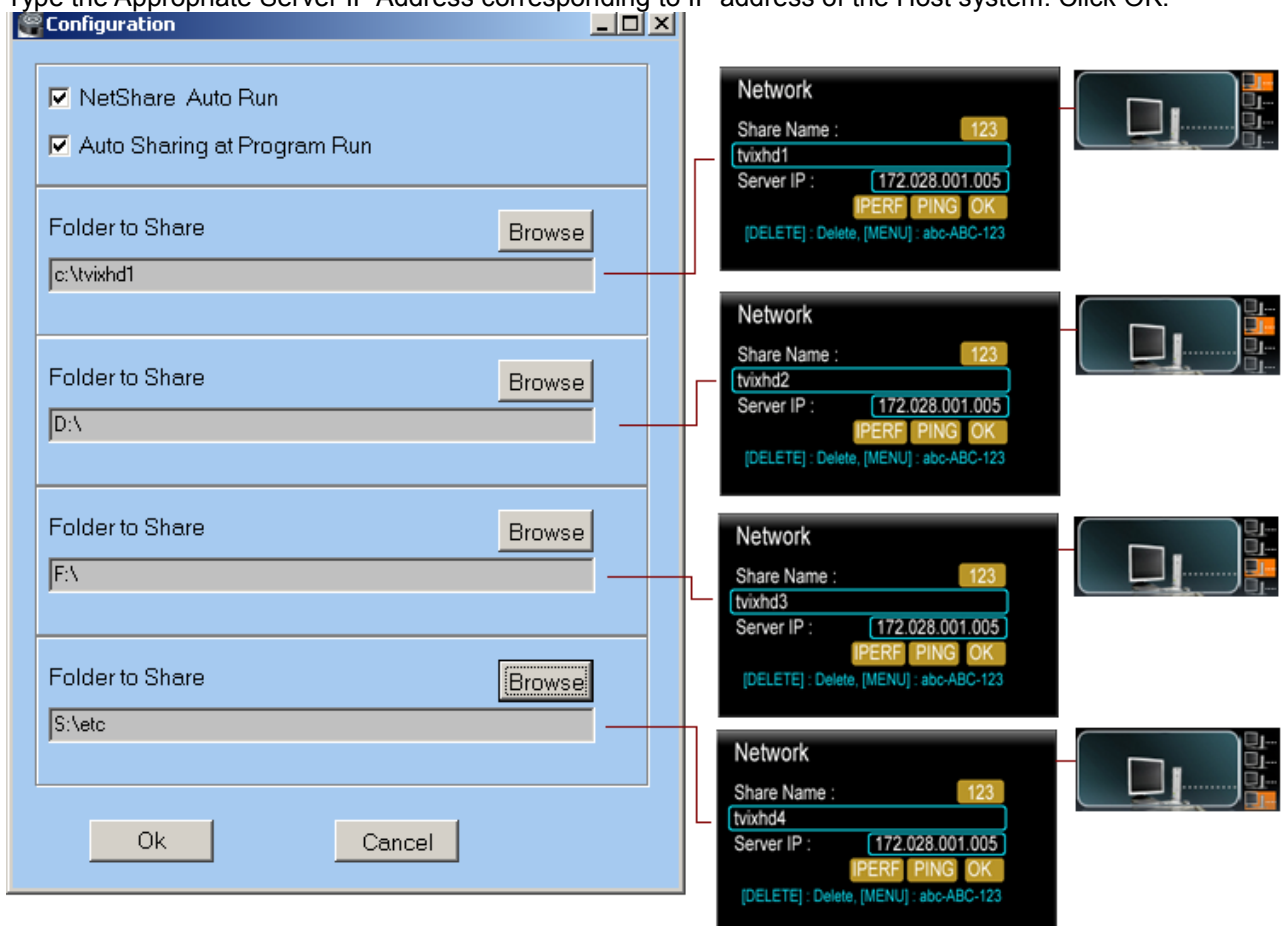 Type the Appropriate Server IP Address corresponding to IP address of the Host system. Click OK.
Configuration
NetShare Auto Run
Auto Sharing at Program Run
Folder to Share
Browse
c:\tvixhd1
Folder to Share
Browse
D:\
Folder to Share
Browse
F:\
Folder to Share
Browse
S:\etc
Ok
Cancel
Network
Share Name : 123
tvixhd1
Server IP : 172.028.001.005
IPERF PING OK
[DELETE] : Delete, [MENU] : abc-ABC-123
Network
Share Name : 123
tvixhd2
Server IP : 172.028.001.005
IPERF PING OK
[DELETE] : Delete, [MENU] : abc-ABC-123
Network
Share Name : 123
tvixhd3
Server IP : 172.028.001.005
IPERF PING OK
[DELETE] : Delete, [MENU] : abc-ABC-123
Network
Share Name : 123
tvixhd4
Server IP : 172.028.001.005
IPERF PING OK
[DELETE] : Delete, [MENU] : abc-ABC-123